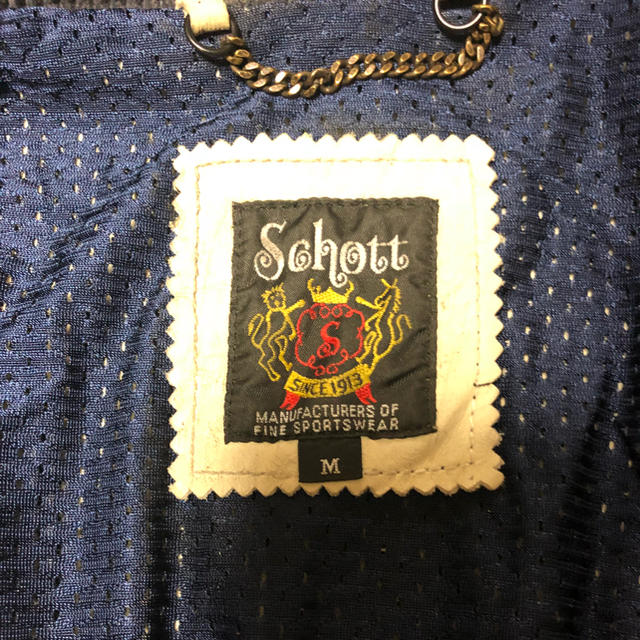 Schott
S
SINCE 1913
MANUFACTURERS OF
FINE SPORTSWEAR
M